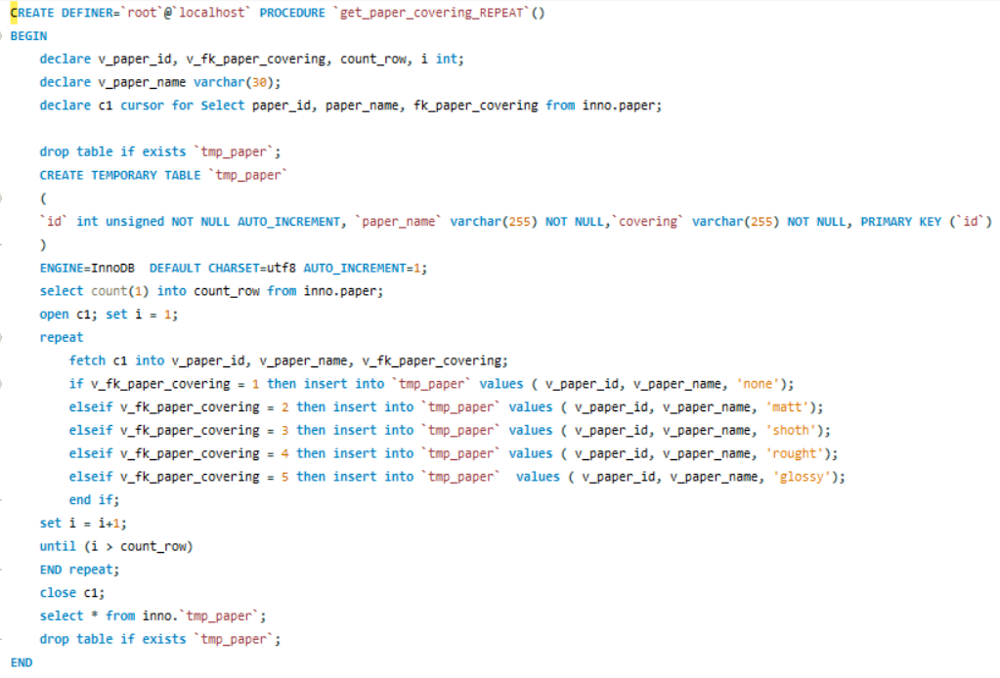 CREATE DEFINER=`root`@`localhost` PROCEDURE `get_paper_covering_REPEAT`()
BEGIN
    declare v_paper_id, v_fk_paper_covering, count_row, i int;
    declare v_paper_name varchar(30);
    declare c1 cursor for Select paper_id, paper_name, fk_paper_covering from inno.paper;

    drop table if exists `tmp_paper`;
    CREATE TEMPORARY TABLE `tmp_paper`
    (
    `id` int unsigned NOT NULL AUTO_INCREMENT, `paper_name` varchar(255) NOT NULL,`covering` varchar(255) NOT NULL, PRIMARY KEY (`id`)
    )
    ENGINE=InnoDB  DEFAULT CHARSET=utf8 AUTO_INCREMENT=1;
    select count(1) into count_row from inno.paper;
    open c1; set i = 1;
    repeat
        fetch c1 into v_paper_id, v_paper_name, v_fk_paper_covering;
        if v_fk_paper_covering = 1 then insert into `tmp_paper` values ( v_paper_id, v_paper_name, 'none');
        elseif v_fk_paper_covering = 2 then insert into `tmp_paper` values ( v_paper_id, v_paper_name, 'matt');
        elseif v_fk_paper_covering = 3 then insert into `tmp_paper` values ( v_paper_id, v_paper_name, 'shoth');
        elseif v_fk_paper_covering = 4 then insert into `tmp_paper` values ( v_paper_id, v_paper_name, 'rought');
        elseif v_fk_paper_covering = 5 then insert into `tmp_paper`  values ( v_paper_id, v_paper_name, 'glossy');
        end if;
    set i = i+1;
    until (i > count_row)
    END repeat;
    close c1;
    select * from inno.`tmp_paper`;
    drop table if exists `tmp_paper`;
END